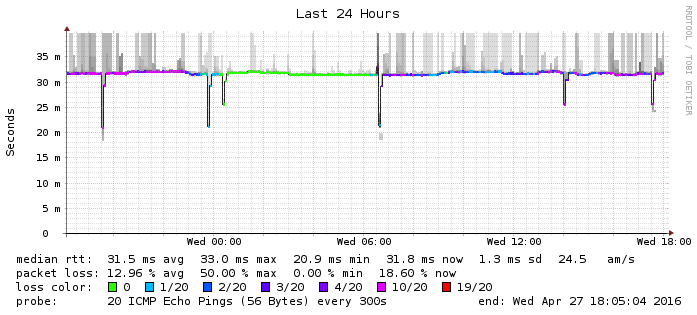 Last 24 Hours
RRDTOOL / TOBI OETIKER
Seconds
35 m
30 m
25 m
20 m
15 m
10 m
5 m
0
Wed 00:00 Wed 06:00 Wed 12:00 Wed 18:00
median rtt: 31.5 ms avg 33.0 ms max 20.9 ms min 31.8 ms now 1.3 ms sd 24.5 am/s
packet loss: 12.96 % avg 50.00 % max 0.00 % min 18.60 % now
loss color: 0 1/20 2/20 3/20 4/20 10/20 19/20
probe: 20 ICMP Echo Pings (56 Bytes) every 300s end: Wed Apr 27 18:05:04 2016